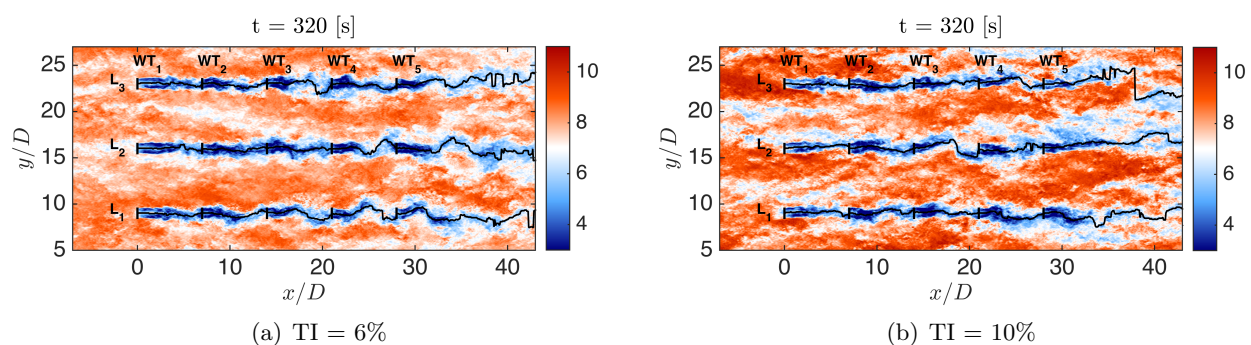 t = 320 [s]
25
20
15
10
5
y/D
WT1 WT2 WT3 WT4 WT5
L3
L2
L1
0 10 20 30 40
x/D
10
8
6
4
(a) TI = 6%
t = 320 [s]
25
20
15
10
5
y/D
WT1 WT2 WT3 WT4 WT5
L3
L2
L1
0 10 20 30 40
x/D
10
8
6
4
(b) TI = 10%